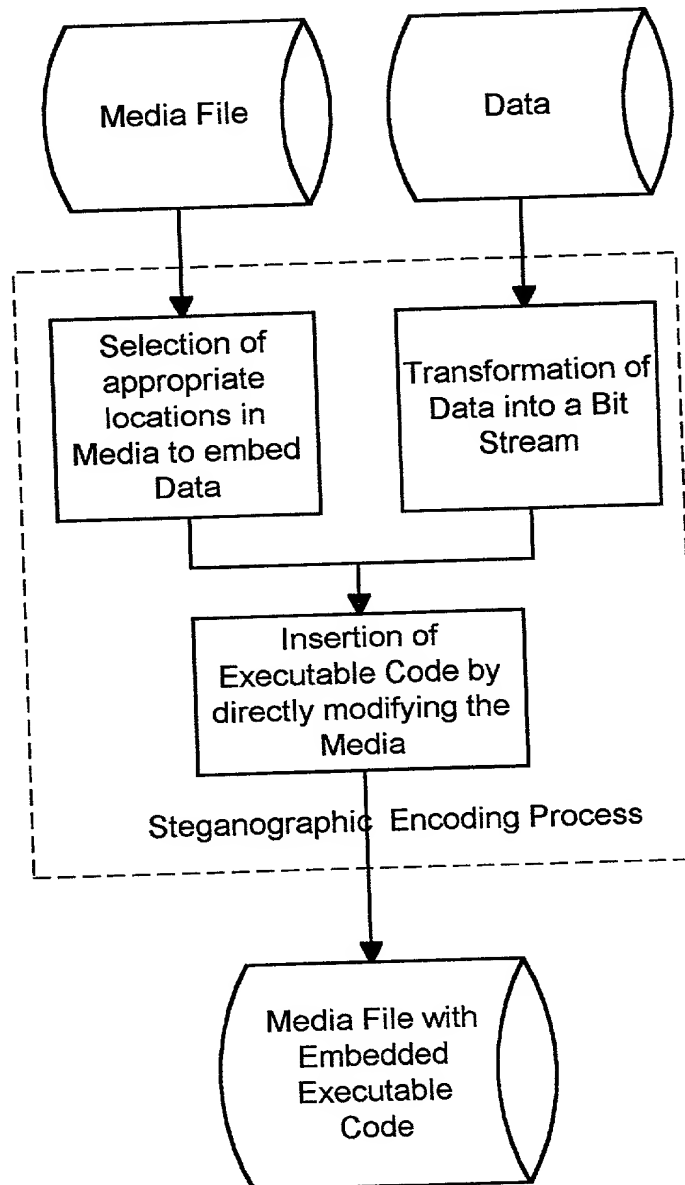 Media File
Data
Selection of
appropriate
locations in
Media to embed
Data
Transformation of
Data into a Bit
Stream
Insertion of
Executable Code by
directly modifying the
Media
Steganographic Encoding Process
Media File with
Embedded
Executable
Code